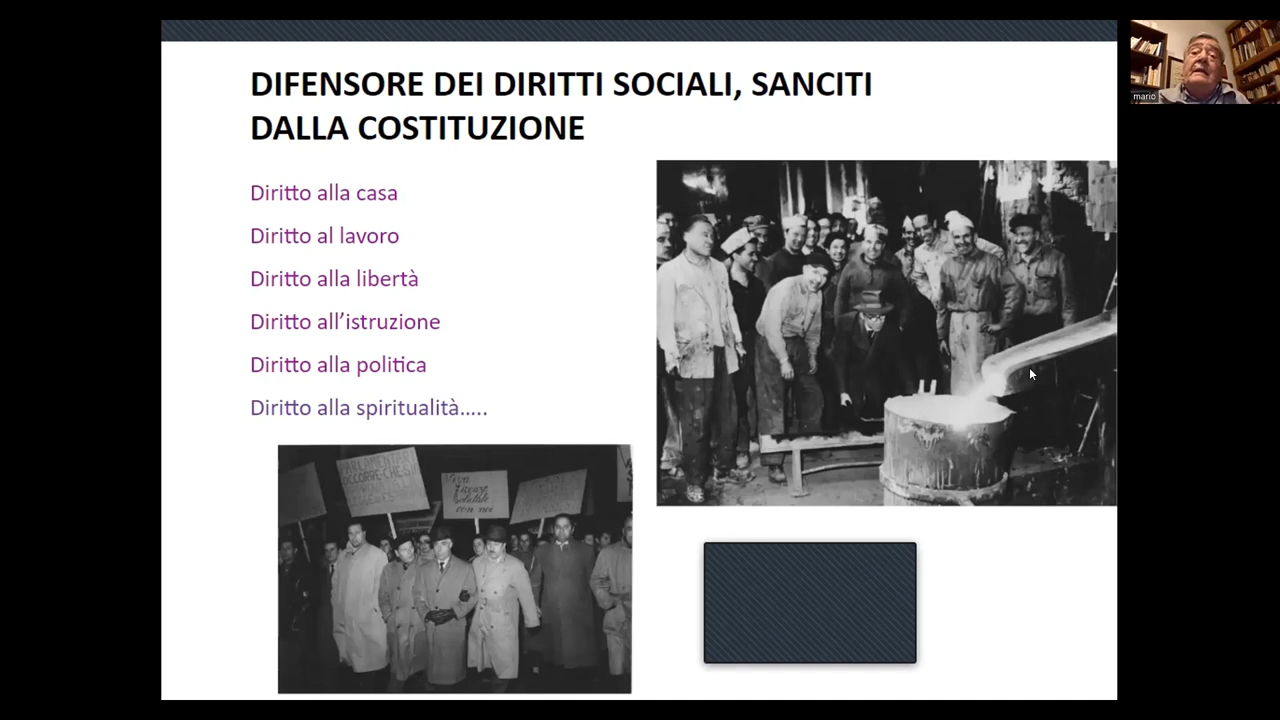 DIFENSORE DEI DIRITTI SOCIALI, SANCITI
DALLA COSTITUZIONE
mario
Diritto alla casa
Diritto al lavoro
Diritto alla libertà
Diritto all’istruzione
Diritto alla politica
Diritto alla spiritualità.....
OCCORRE CHE SI
Viva
con noi